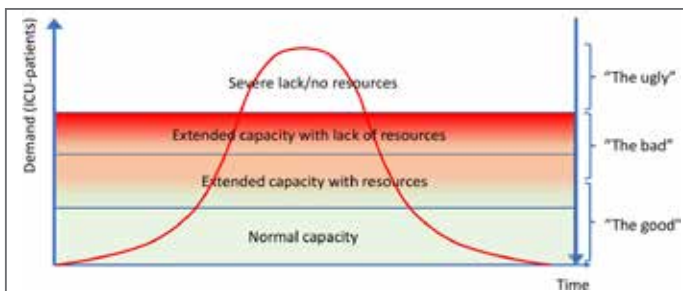 Demand (ICU-patients)
Severe lack/no resources
Extended capacity with lack of resources
Extended capacity with resources
Normal capacity
"The ugly"
"The bad"
"The good"
Time